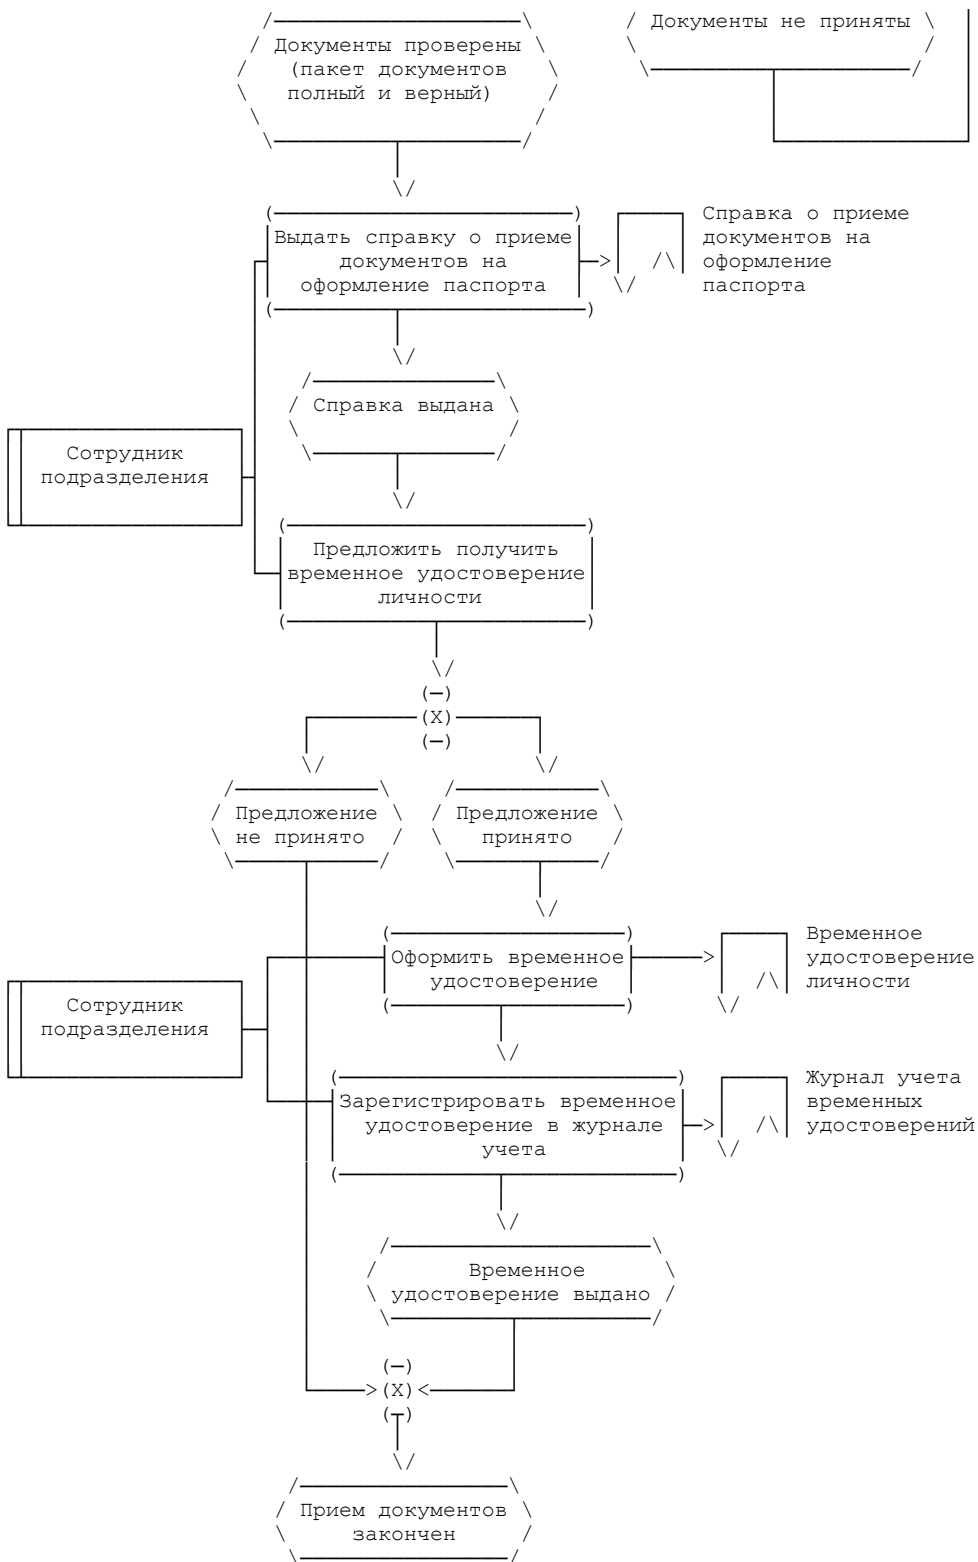 Документы проверены
(пакет документов
полный и верный)
Документы не приняты
Выдать справку о приеме
документов на
оформление паспорта
Справка о приеме
документов на
оформление
паспорта
Справка выдана
Сотрудник
подразделения
Предложить получить
временное удостоверение
личности
(X)
Предложение
не принято
Предложение
принято
Оформить временное
удостоверение
Временное
удостоверение
личности
Сотрудник
подразделения
Зарегистрировать временное
удостоверение в журнале
учета
Журнал учета
временных
удостоверений
Временное
удостоверение выдано
(X)
Прием документов
закончен